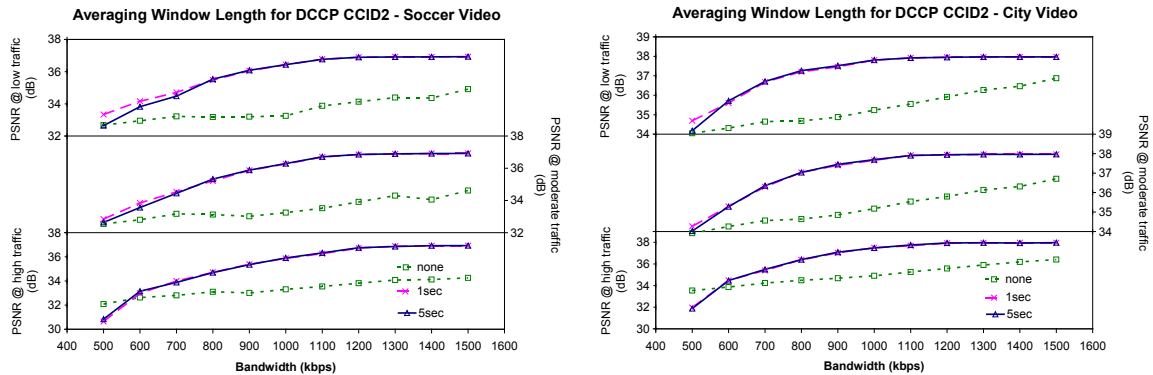 Averaging Window Length for DCCP CCID2 - Soccer Video
PSNR @ low traffic
(dB)
38
36
34
32
PSNR @ moderate traffic
(dB)
38
36
34
32
PSNR @ high traffic
(dB)
38
36
34
32
30
none
1sec
5sec
400 500 600 700 800 900 1000 1100 1200 1300 1400 1500 1600
Bandwidth (kbps)
Averaging Window Length for DCCP CCID2 - City Video
PSNR @ low traffic
(dB)
39
38
37
36
35
34
PSNR @ moderate traffic
(dB)
39
38
37
36
35
34
PSNR @ high traffic
(dB)
38
36
34
32
30
none
1sec
5sec
400 500 600 700 800 900 1000 1100 1200 1300 1400 1500 1600
Bandwidth (kbps)